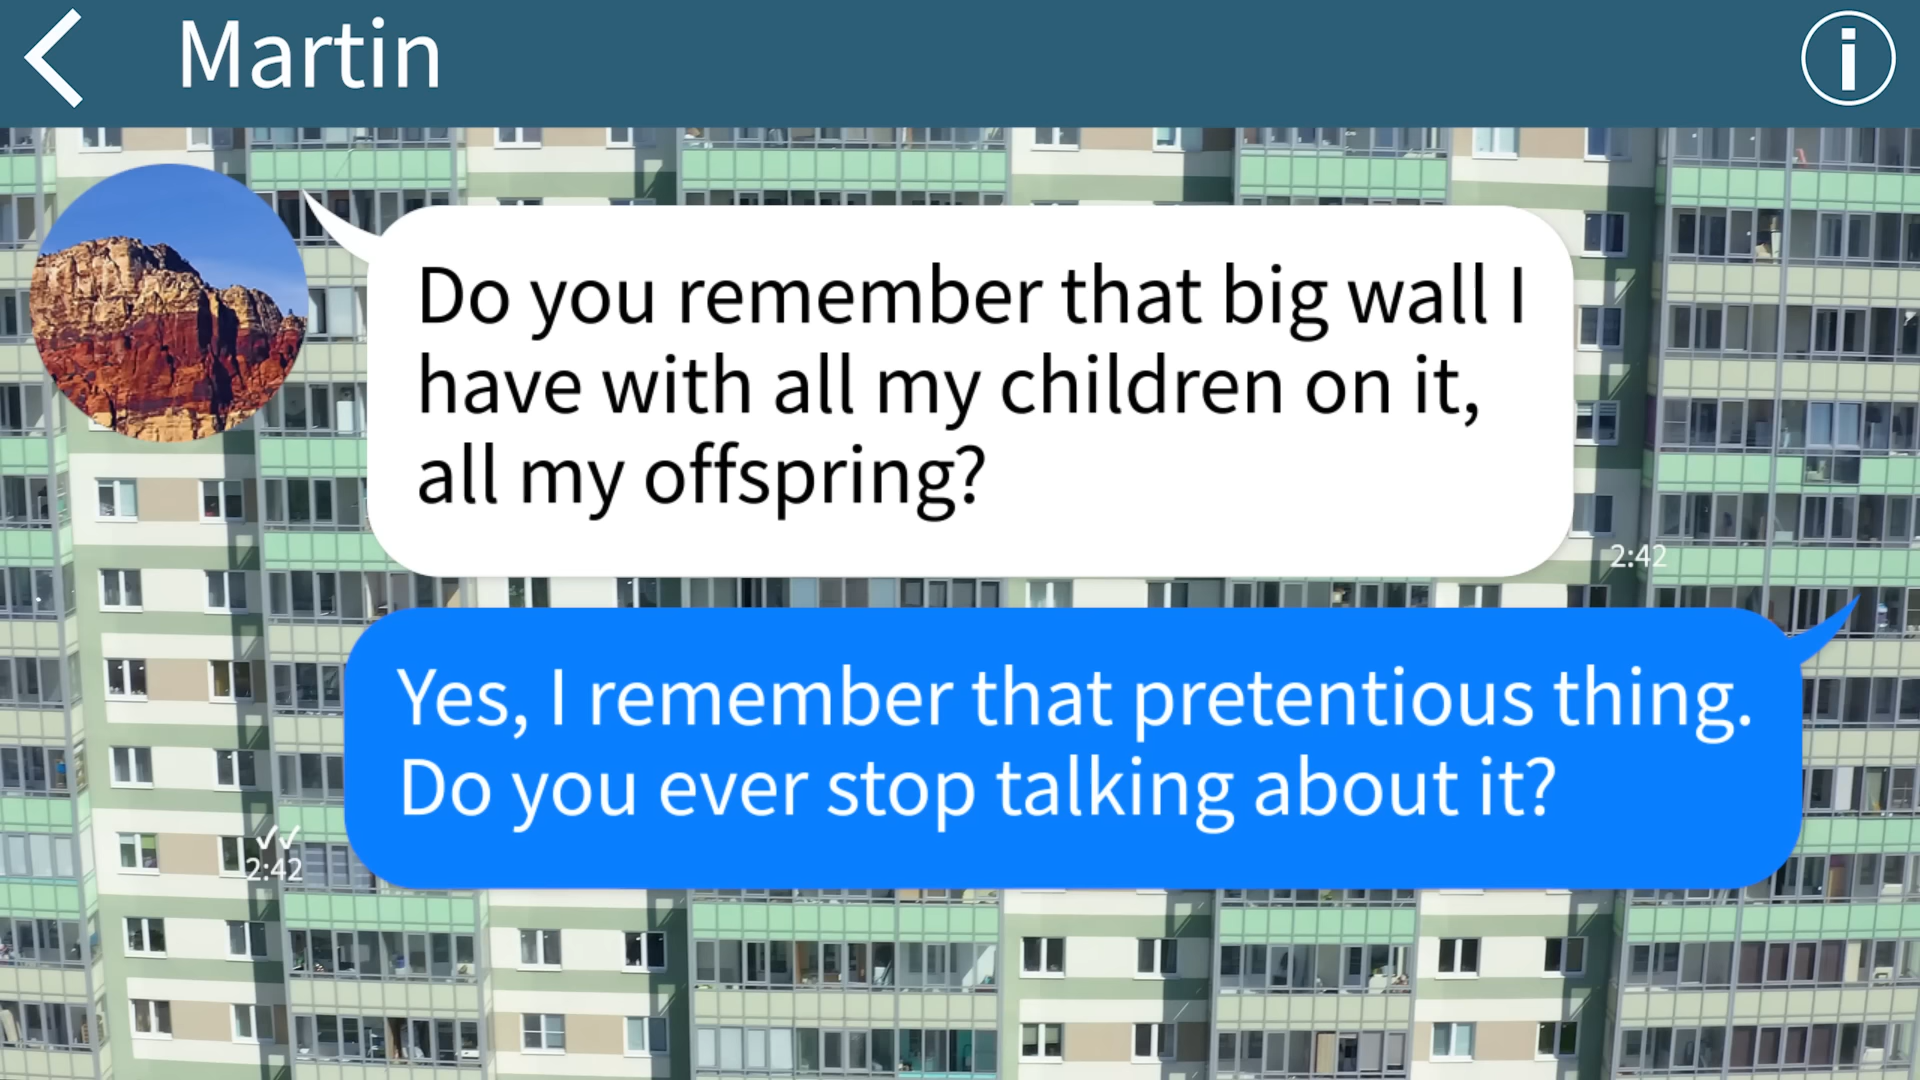 Martin
Do you remember that big wall I
have with all my children on it,
all my offspring?
2:42
Yes, I remember that pretentious thing.
Do you ever stop talking about it?
2:42